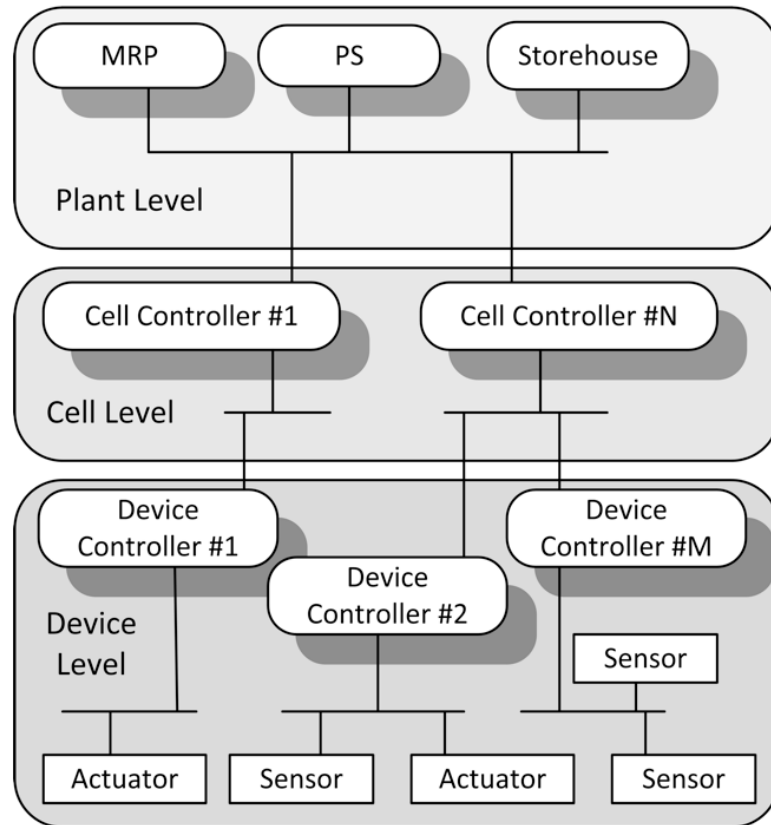 MRP
PS
Storehouse
Plant Level
Cell Controller #1
Cell Controller #N
Cell Level
Device
Controller #1
Device
Controller #M
Device
Controller #2
Device
Level
Sensor
Actuator
Sensor
Actuator
Sensor